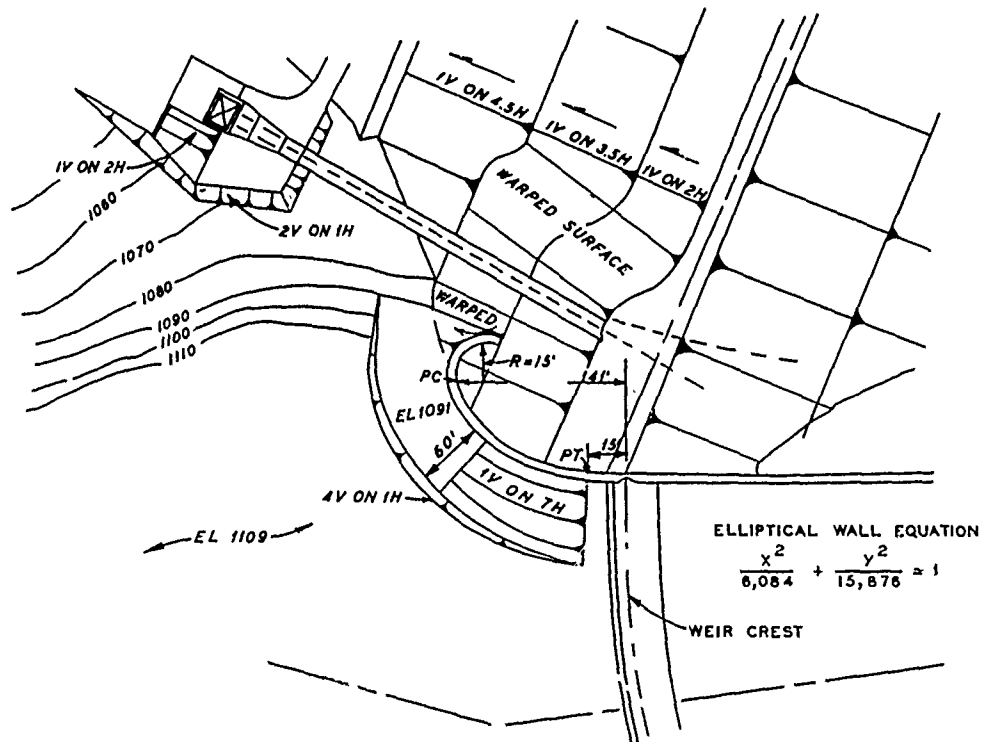 1V ON 4.5H
1V ON 3.5H
1V ON 2H
1V ON 2H
WARPED SURFACE
2V ON 1H
1060
1070
1080
1090
1100
1110
WARPED
R=15'
PC
141'
EL 1091
60'
15'
PT
1V ON 7H
4V ON 1H
EL 1109
ELLIPTICAL WALL EQUATION
x² / 6,084 + y² / 15,876 = 1
WEIR CREST